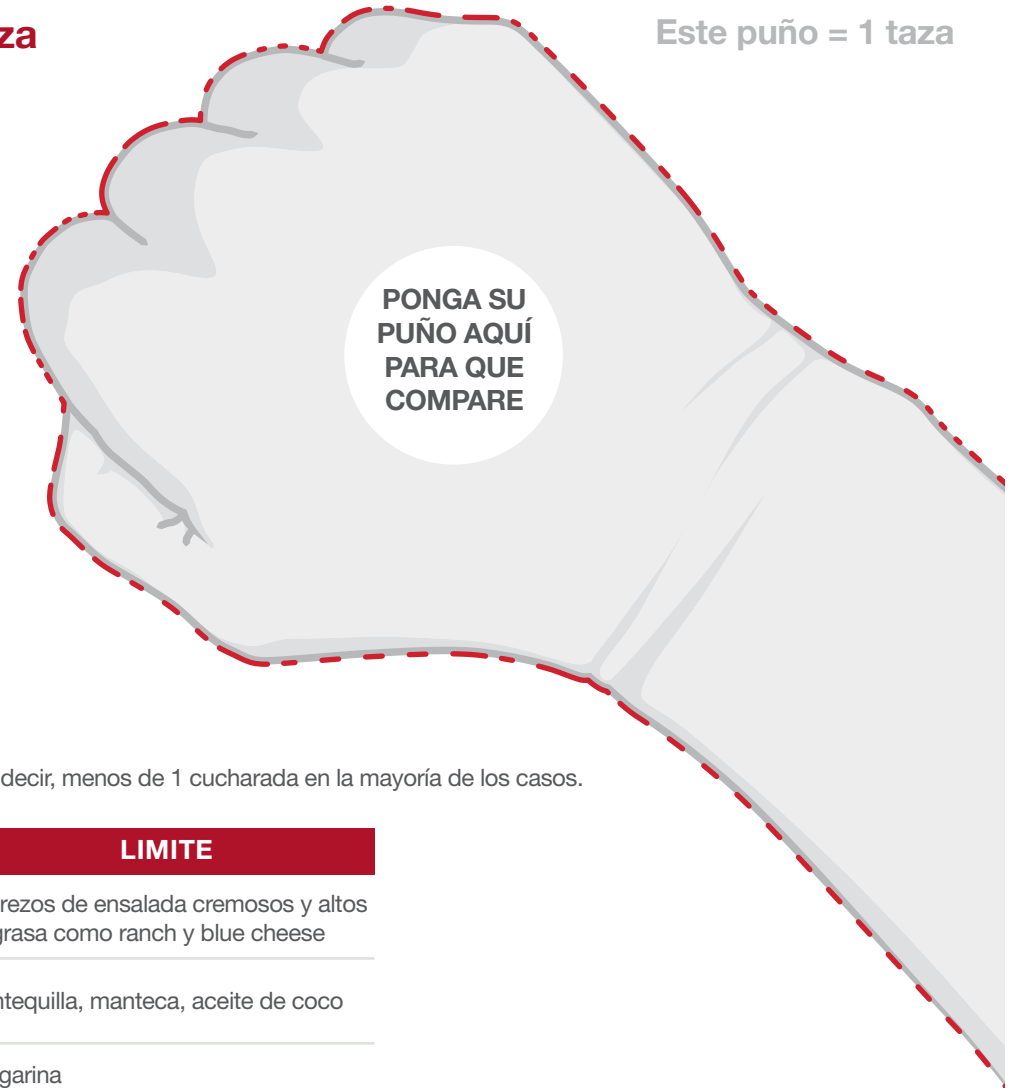 za
Este puño = 1 taza
PONGA SU
PUÑO AQUÍ
PARA QUE
COMPARE
decir, menos de 1 cucharada en la mayoría de los casos.
LIMITE
rezos de ensalada cremosos y altos
grasa como ranch y blue cheese
ntequilla, manteca, aceite de coco
garina